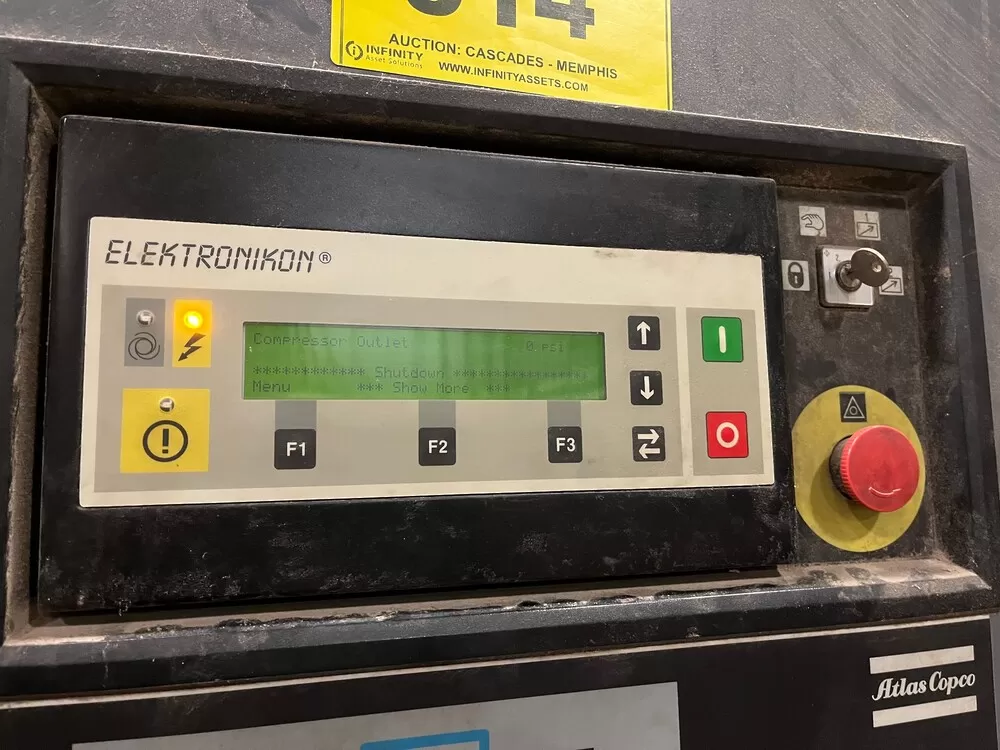 AUCTION: CASCADES - MEMPHIS
INFINITY
Asset Solutions
WWW.INFINITYASSETS.COM
ELEKTRONIKON®
Compressor Outlet 0 psi
*********** Shutdown ****************
Menu *** Show More ***
F1
F2
F3
Atlas Copco